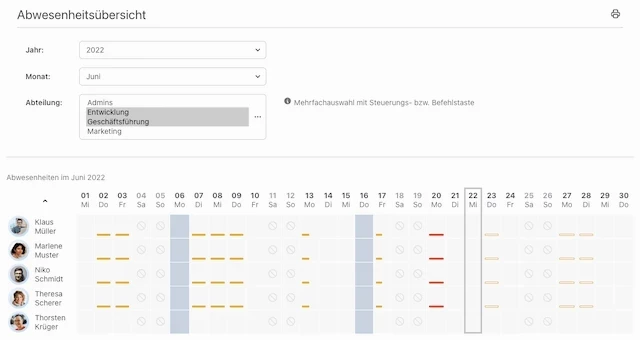 Abwesenheitsübersicht
Jahr: 2022
Monat: Juni
Abteilung: Admins
Entwicklung
Geschäftsführung
Marketing
...
Mehrfachauswahl mit Steuerungs- bzw. Befehlstaste
Abwesenheiten im Juni 2022
01 02 03 04 05 06 07 08 09 10 11 12 13 14 15 16 17 18 19 20 21 22 23 24 25 26 27 28 29 30
Mi Do Fr Sa So Mo Di Mi Do Fr Sa So Mo Di Mi Do Fr Sa So Mo Di Mi Do Fr Sa So Mo Di Mi Do
Klaus
Müller
Marlene
Muster
Niko
Schmidt
Theresa
Scherer
Thorsten
Krüger